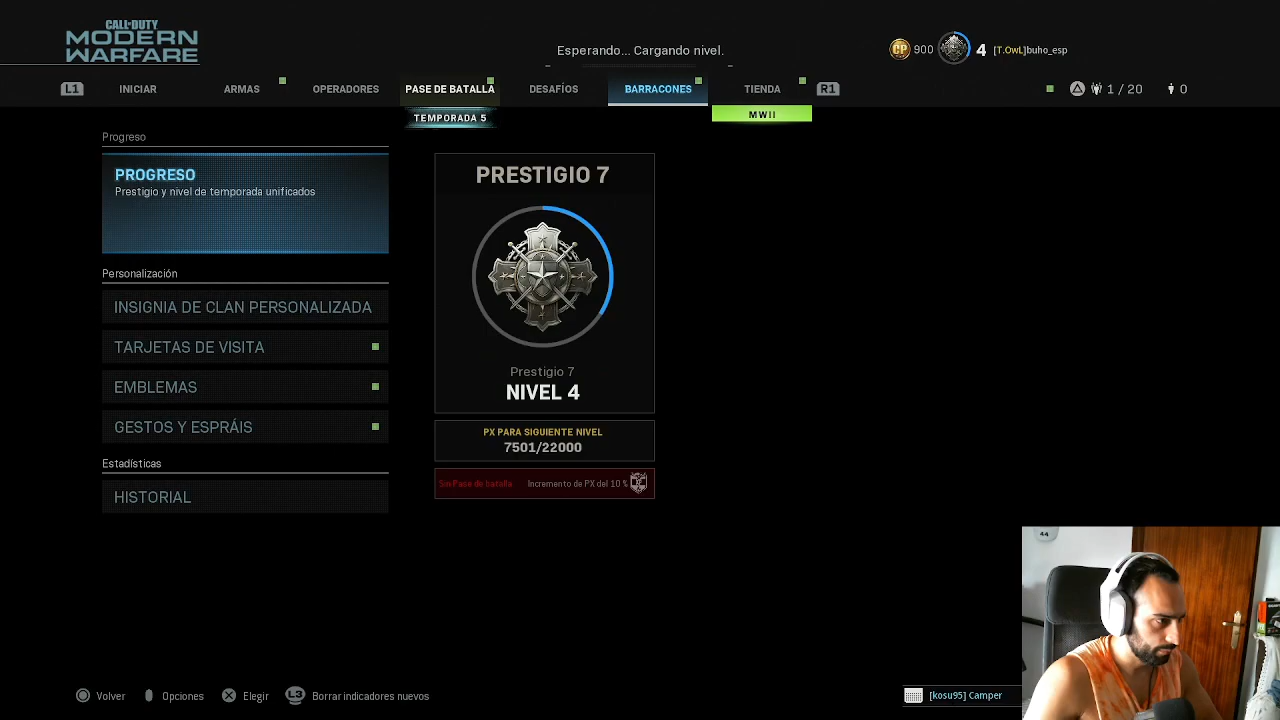 CALL OF DUTY
MODERN
WARFARE
Esperando... Cargando nivel.
CP 900 4 [T.OwL]buho_esp
L1 INICIAR ARMAS OPERADORES PASE DE BATALLA DESAFÍOS BARRACONES TIENDA R1 1 / 20 0
TEMPORADA 5 MWII
Progreso
PROGRESO
Prestigio y nivel de temporada unificados
Personalización
INSIGNIA DE CLAN PERSONALIZADA
TARJETAS DE VISITA
EMBLEMAS
GESTOS Y ESPRÁIS
Estadísticas
HISTORIAL
PRESTIGIO 7
Prestigio 7
NIVEL 4
PX PARA SIGUIENTE NIVEL
7501/22000
Sin Pase de batalla Incremento de PX del 10 %
Volver Opciones Elegir L3 Borrar indicadores nuevos
[kosu95] Camper
44